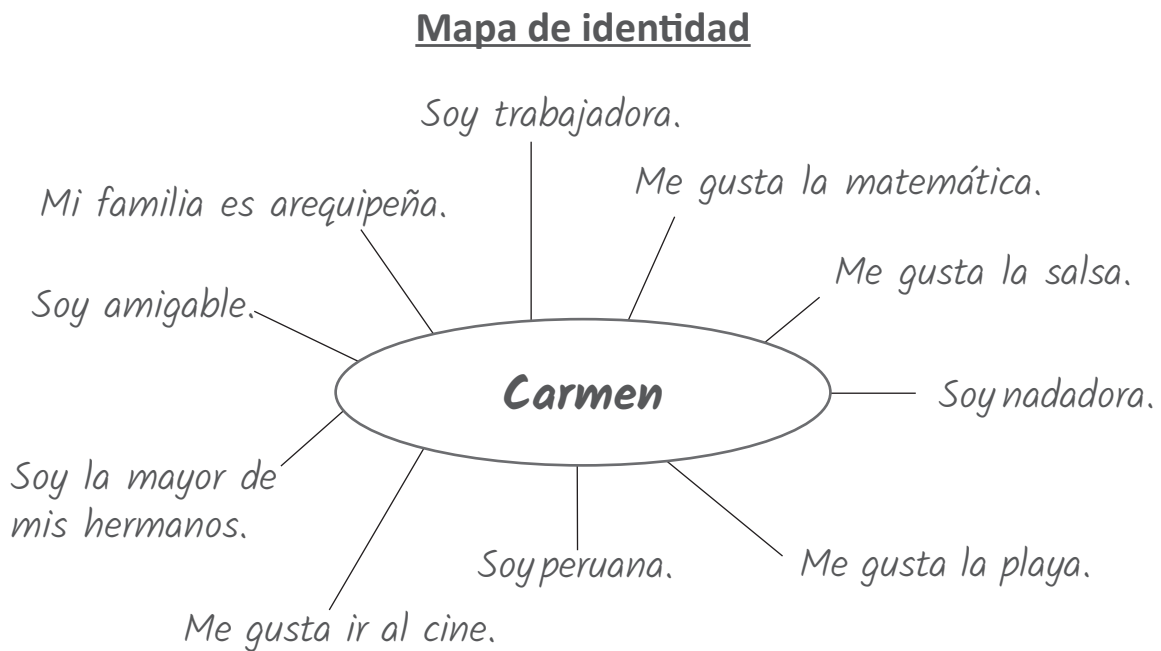 Mapa de identidad
Soy trabajadora.
Me gusta la matemática.
Mi familia es arequipeña.
Me gusta la salsa.
Soy amigable.
Carmen
Soy nadadora.
Soy la mayor de
mis hermanos.
Soy peruana.
Me gusta la playa.
Me gusta ir al cine.